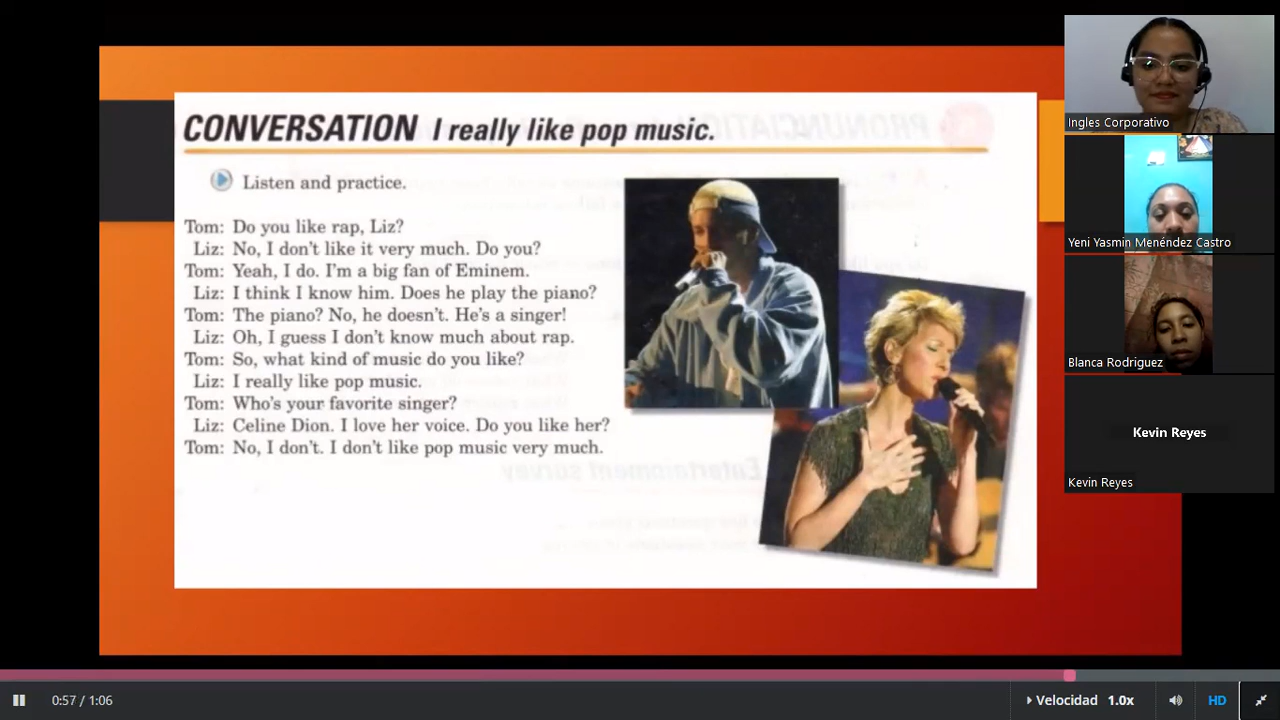 CONVERSATION I really like pop music.
Listen and practice.
Tom: Do you like rap, Liz?
Liz: No, I don't like it very much. Do you?
Tom: Yeah, I do. I'm a big fan of Eminem.
Liz: I think I know him. Does he play the piano?
Tom: The piano? No, he doesn't. He's a singer!
Liz: Oh, I guess I don't know much about rap.
Tom: So, what kind of music do you like?
Liz: I really like pop music.
Tom: Who's your favorite singer?
Liz: Celine Dion. I love her voice. Do you like her?
Tom: No, I don't. I don't like pop music very much.
Ingles Corporativo
Yeni Yasmin Menéndez Castro
Blanca Rodriguez
Kevin Reyes
Kevin Reyes
0:57 / 1:06
Velocidad 1.0x
HD